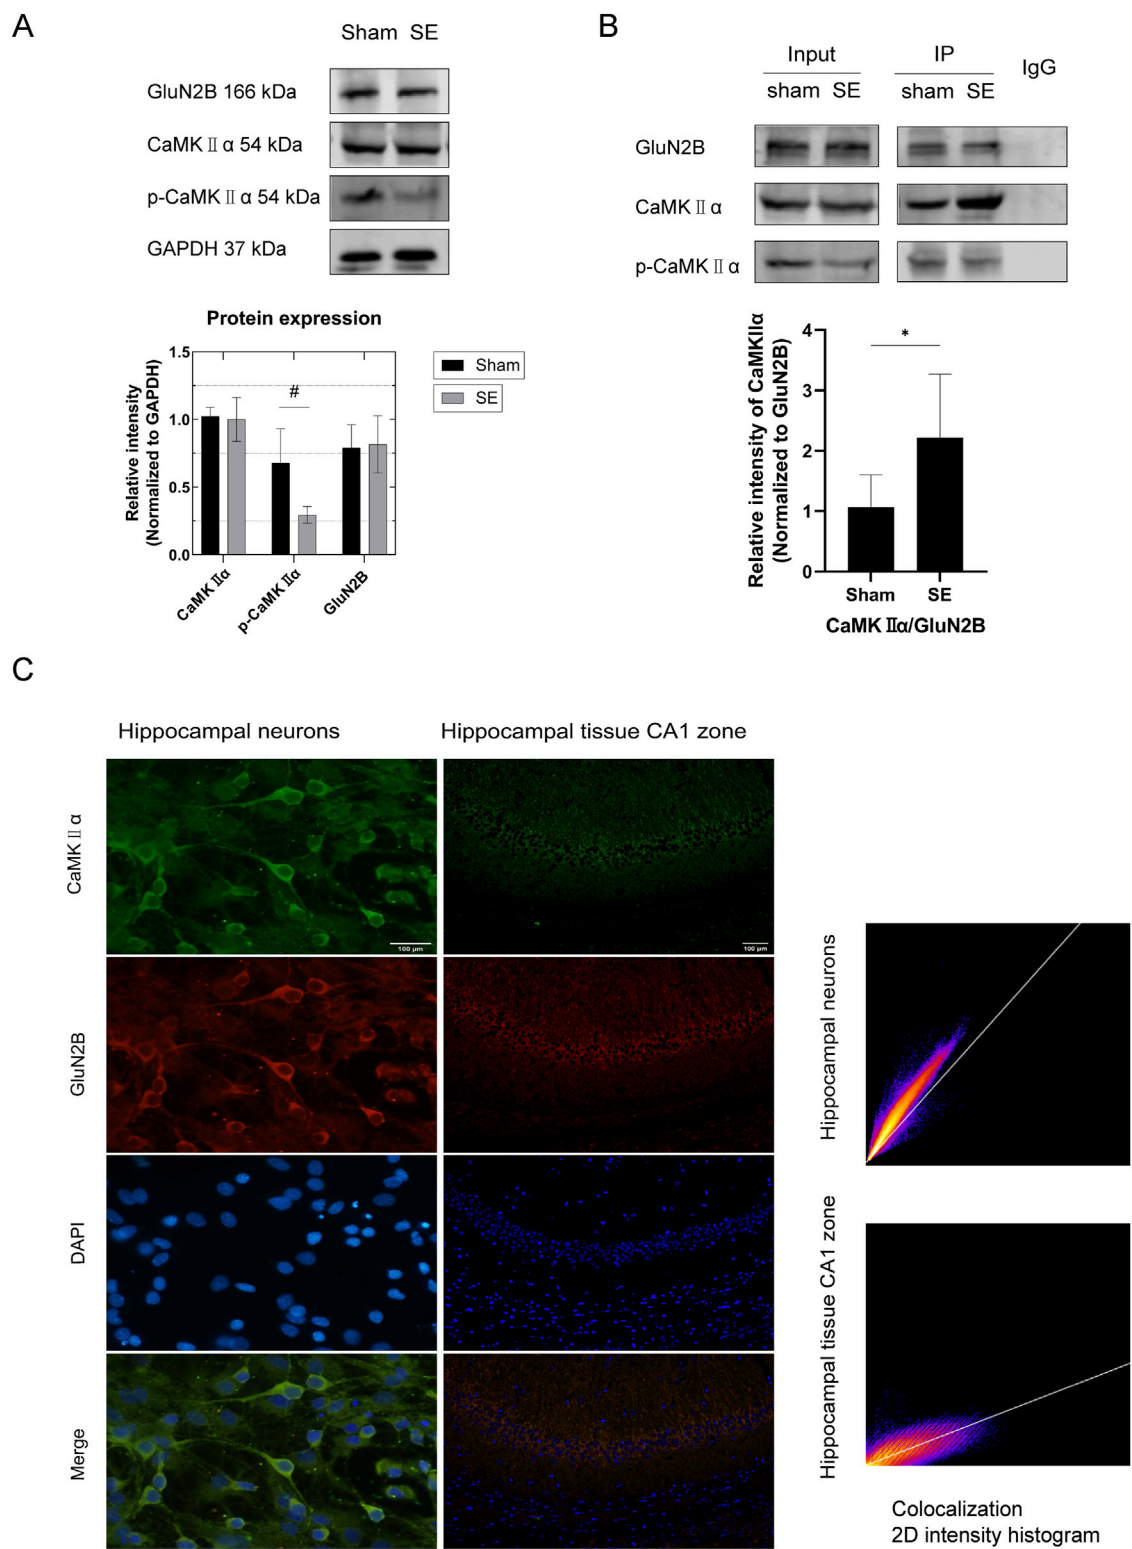 A
Sham SE
GluN2B 166 kDa
CaMK Ⅱ α 54 kDa
p-CaMK Ⅱ α 54 kDa
GAPDH 37 kDa
Protein expression
Relative intensity
(Normalized to GAPDH)
1.5
1.0
0.5
0.0
#
Sham
SE
CaMK Ⅱα
p-CaMK Ⅱα
GluN2B
B
Input IP IgG
sham SE sham SE
GluN2B
CaMK Ⅱ α
p-CaMK Ⅱ α
Relative intensity of CaMKIIα
(Normalized to GluN2B)
4
3
2
1
0
*
Sham SE
CaMK Ⅱα/GluN2B
C
Hippocampal neurons Hippocampal tissue CA1 zone
CaMK Ⅱ α
100 μm
100 μm
GluN2B
DAPI
Merge
Hippocampal neurons
Hippocampal tissue CA1 zone
Colocalization
2D intensity histogram